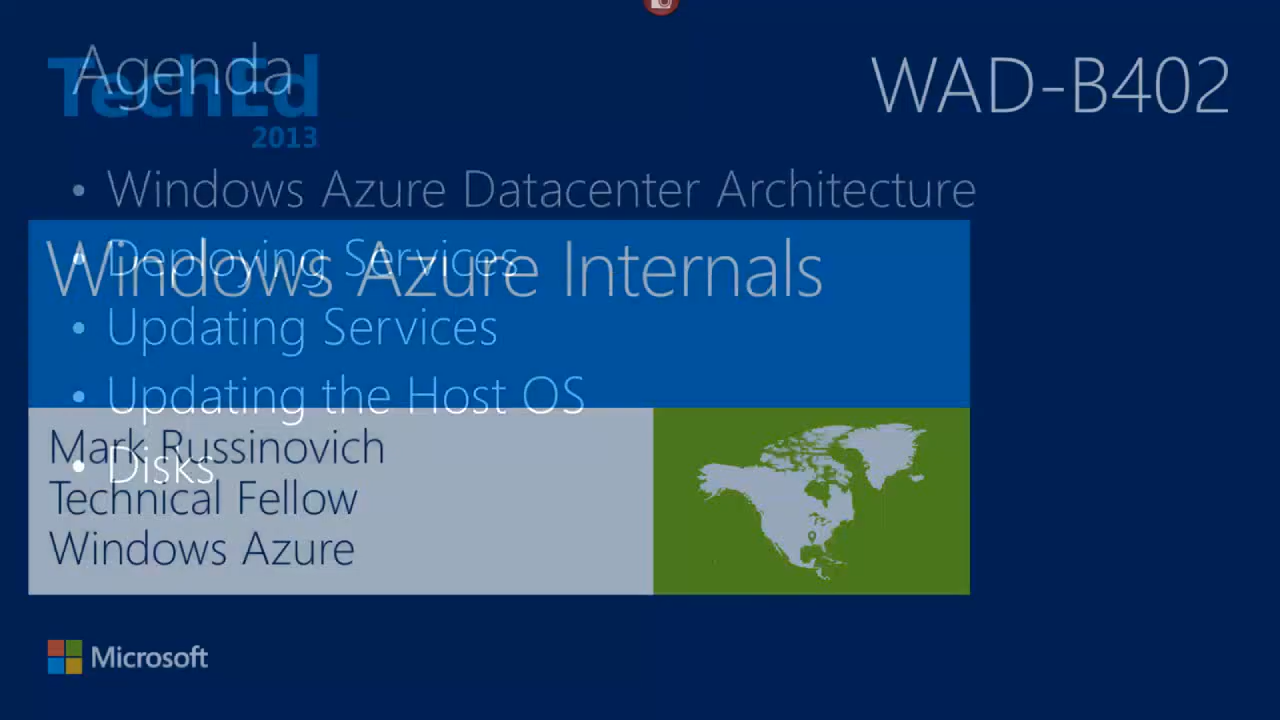 Agenda
TechEd
2013
WAD-B402
• Windows Azure Datacenter Architecture
• Deploying Services
Windows Azure Internals
• Updating Services
• Updating the Host OS
Mark Russinovich
• Disks
Technical Fellow
Windows Azure
Microsoft